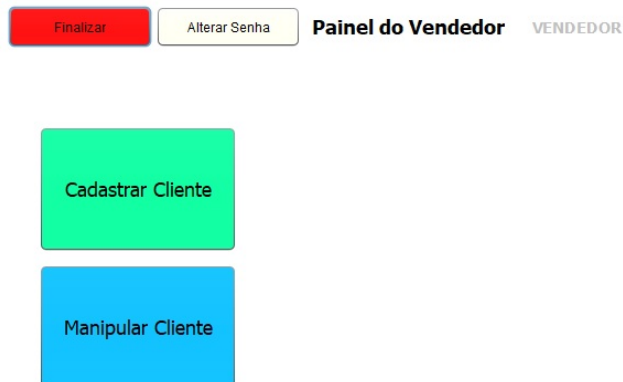 Finalizar Alterar Senha Painel do Vendedor VENDEDOR
Cadastrar Cliente
Manipular Cliente